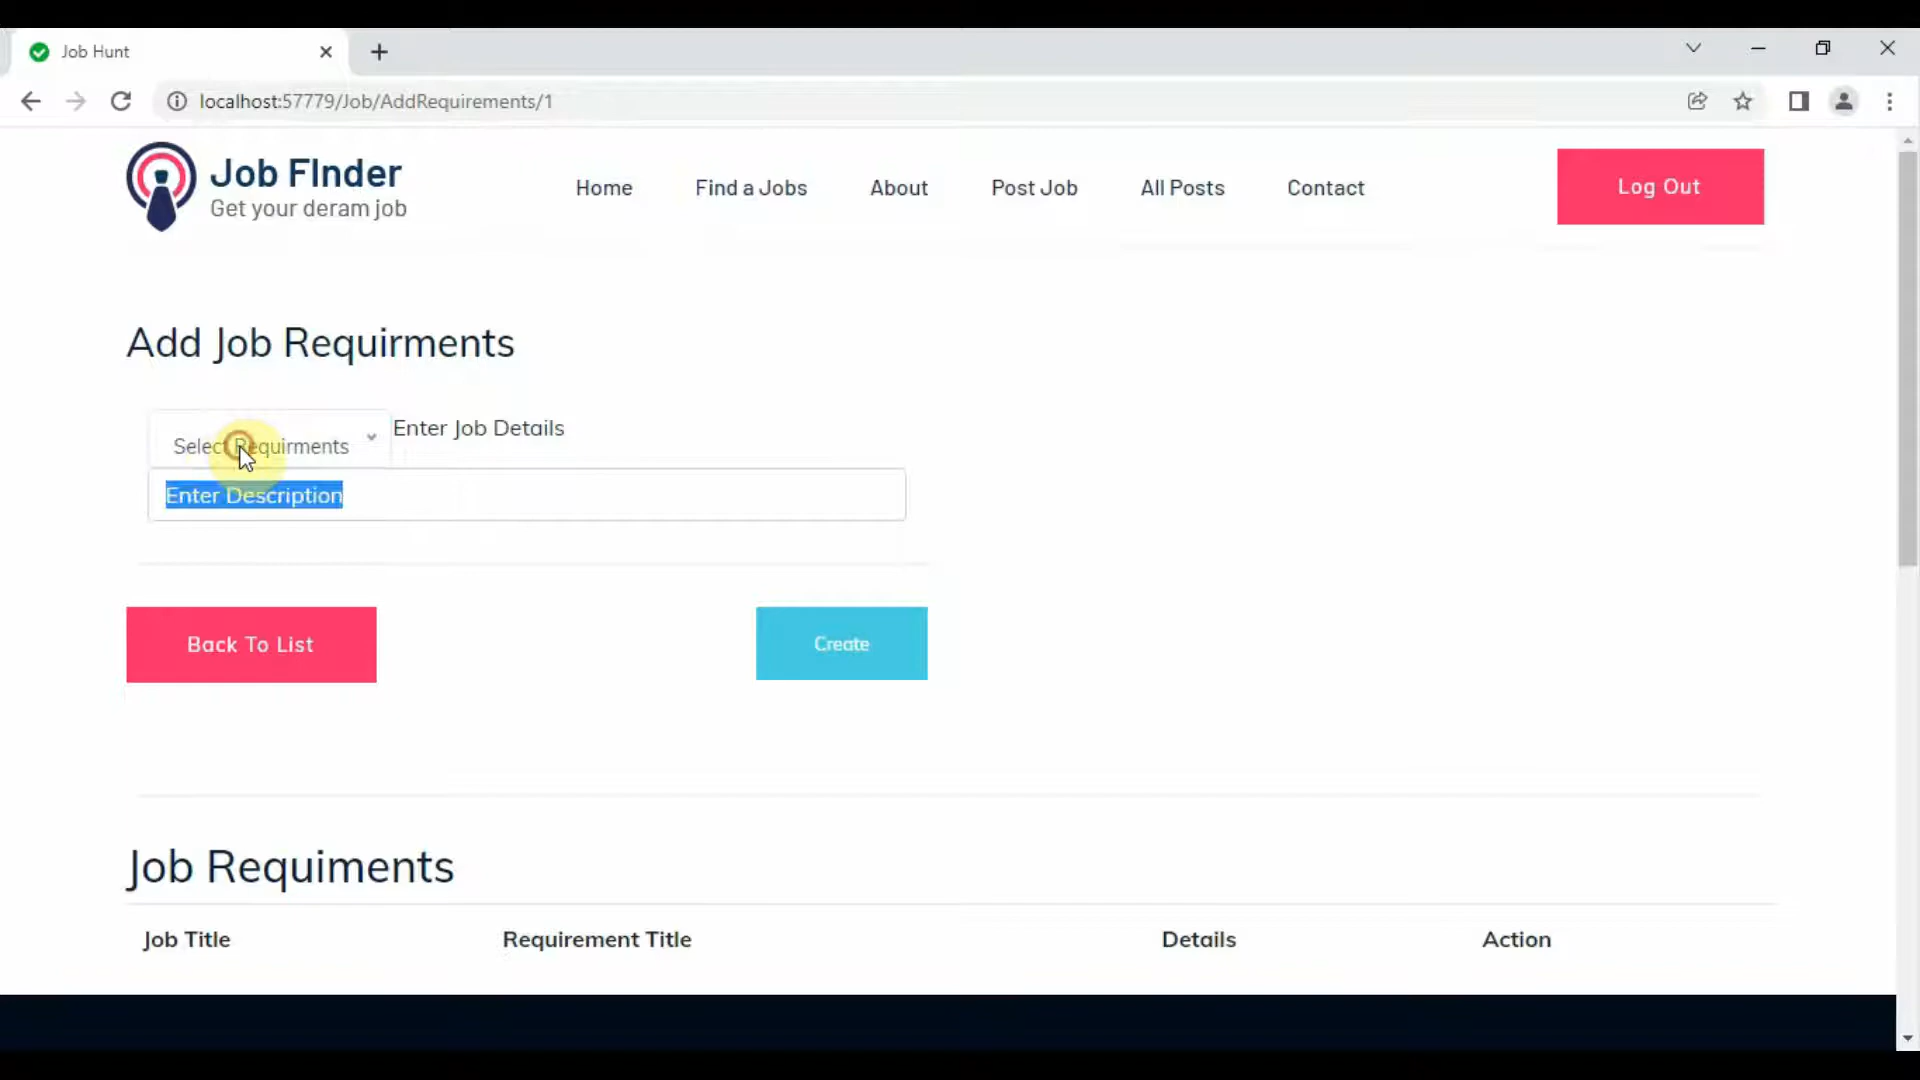 Job Hunt
localhost:57779/Job/AddRequirements/1
Job FInder
Get your deram job
Home
Find a Jobs
About
Post Job
All Posts
Contact
Log Out
Add Job Requirments
Select Requirments
Enter Job Details
Enter Description
Back To List
Create
Job Requiments
Job Title
Requirement Title
Details
Action